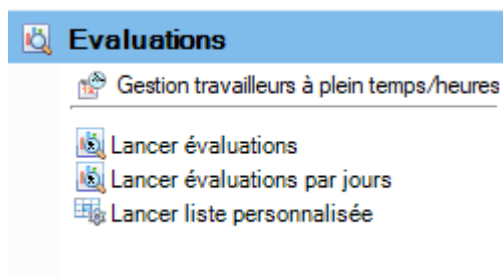 Evaluations
Gestion travailleurs à plein temps/heures
Lancer évaluations
Lancer évaluations par jours
Lancer liste personnalisée